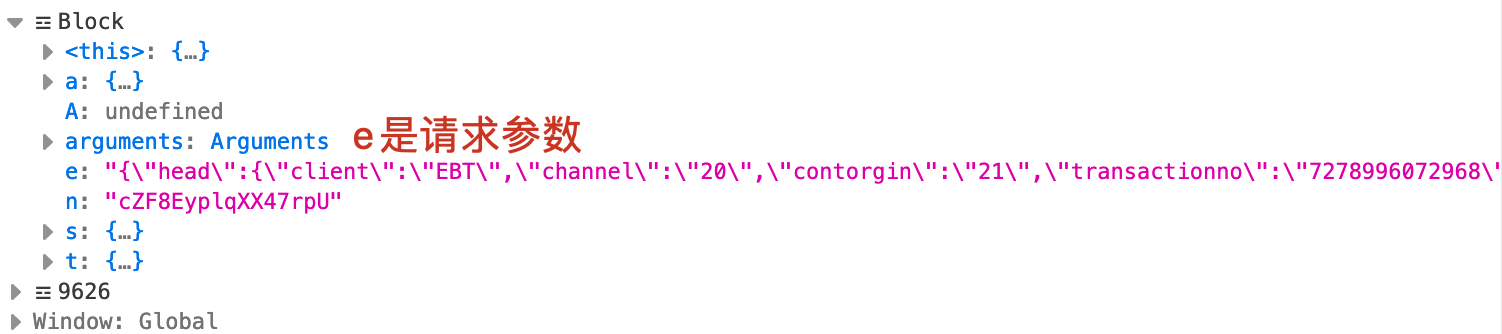 Block
<this>: {…}
a: {…}
A: undefined
arguments: Arguments e是请求参数
e: "{\"head\":{\"client\":\"EBT\",\"channel\":\"20\",\"contorgin\":\"21\",\"transactionno\":\"7278996072968\"
n: "cZF8EyplqXX47rpU"
s: {…}
t: {…}
9626
Window: Global